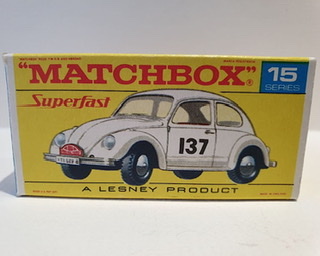 "MATCHBOX"®
15
SERIES
Superfast
137
A LESNEY PRODUCT